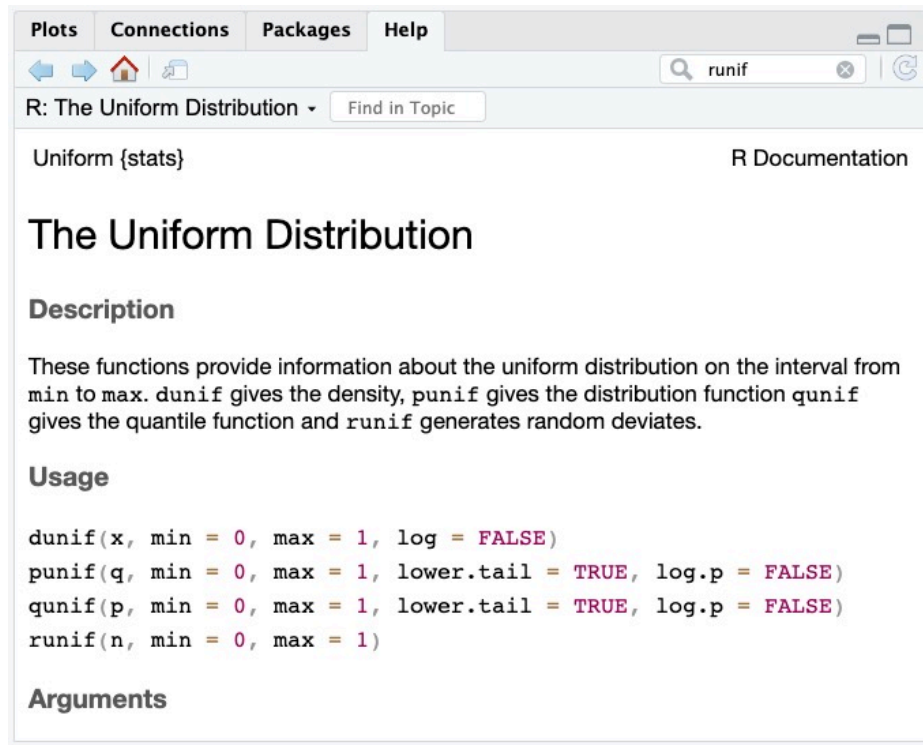 Plots Connections Packages Help
runif
R: The Uniform Distribution Find in Topic
Uniform {stats} R Documentation
The Uniform Distribution
Description
These functions provide information about the uniform distribution on the interval from
min to max. dunif gives the density, punif gives the distribution function qunif
gives the quantile function and runif generates random deviates.
Usage
dunif(x, min = 0, max = 1, log = FALSE)
punif(q, min = 0, max = 1, lower.tail = TRUE, log.p = FALSE)
qunif(p, min = 0, max = 1, lower.tail = TRUE, log.p = FALSE)
runif(n, min = 0, max = 1)
Arguments